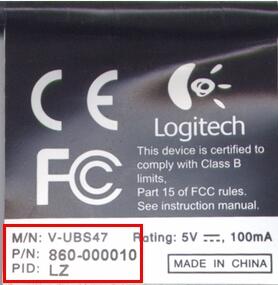 CE
Logitech
This device is certified to
comply with Class B
limits,
Part 15 of FCC rules.
See instruction manual.
FC
M/N: V-UBS47 Rating: 5V ⎓, 100mA
P/N: 860-000010
PID: LZ
MADE IN CHINA